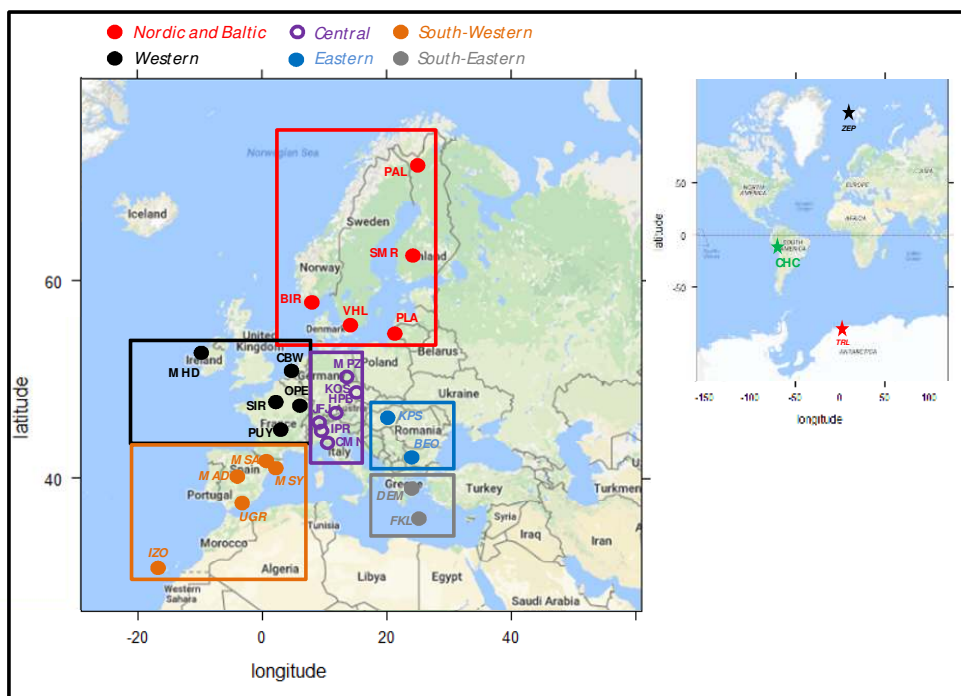 Nordic and Baltic
Central
South-Western
Western
Eastern
South-Eastern
Norwegian Sea
Iceland
PAL
Sweden
SMR
Finland
Norway
BIR
VHL
PLA
Denmark
United
Kingdom
Ireland
MHD
CBW
MPZ
Germany
Poland
Belarus
OPE
KOS
HPB
Austria
Ukraine
SIR
JFJ
France
IPR
PUY
CMN
Italy
KPS
Romania
BEO
MSA
MSY
MAD
Spain
Portugal
UGR
Greece
DEM
FKL
Turkey
Turkmen
Syria
Iraq
Iran
Tunisia
Morocco
IZO
Algeria
Libya
Egypt
Western
Sahara
Saudi Arabia
60
40
latitude
-20
0
20
40
longitude
ZEP
NORTH
AMERICA
EUROPE
ASIA
AFRICA
SOUTH
AMERICA
CHC
TRL
ANTARCTICA
50
0
-50
latitude
-150
-100
-50
0
50
100
longitude